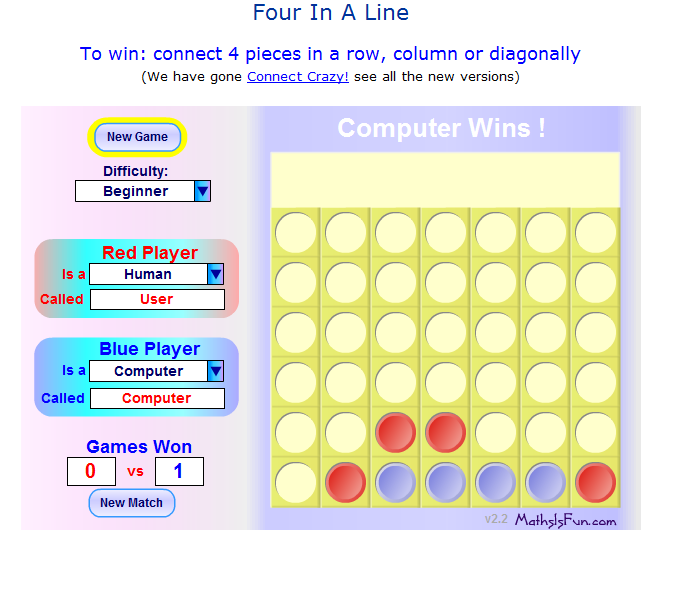 Four In A Line
To win: connect 4 pieces in a row, column or diagonally
(We have gone Connect Crazy! see all the new versions)
New Game
Difficulty:
Beginner
Red Player
Is a Human
Called User
Blue Player
Is a Computer
Called Computer
Games Won
0 vs 1
New Match
Computer Wins !
v2.2 MathsIsFun.com